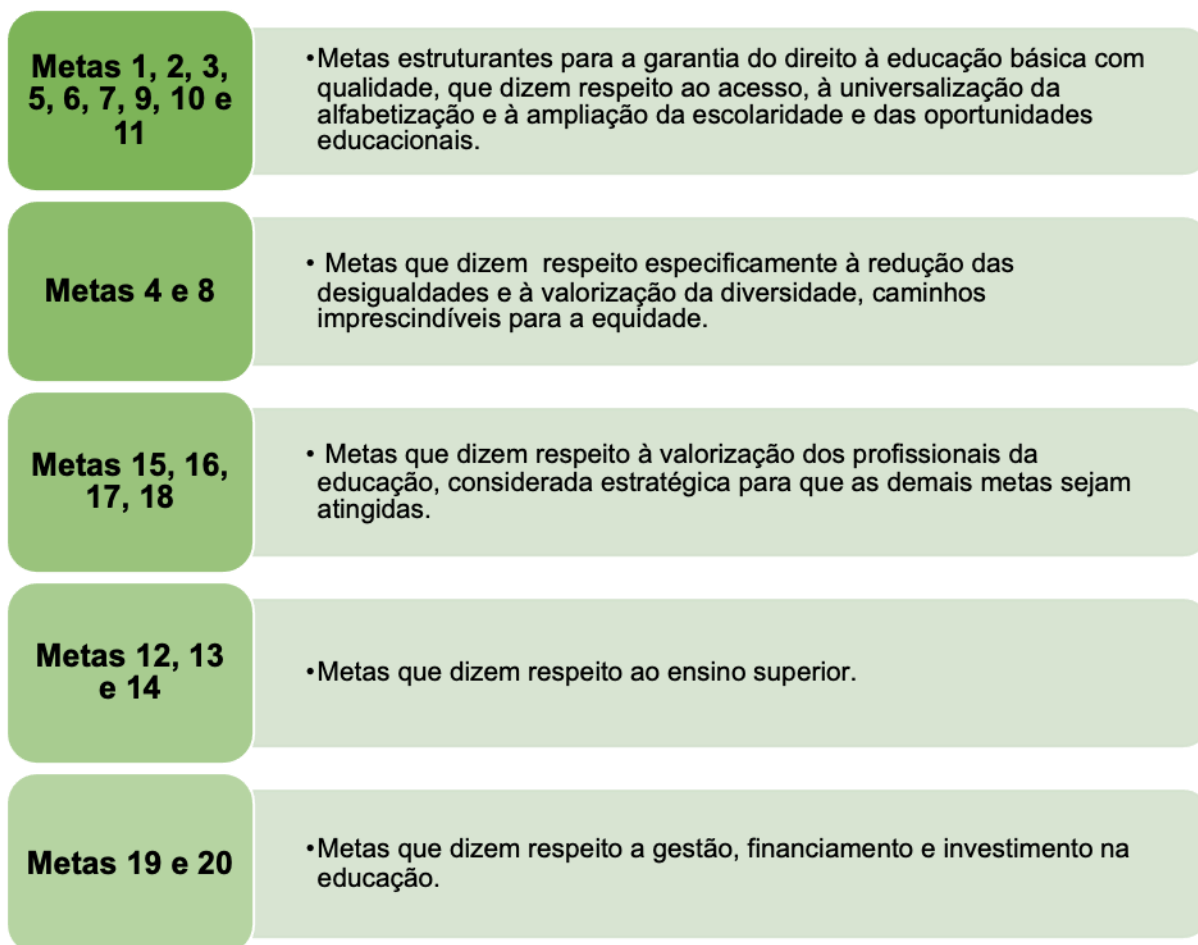 Metas 1, 2, 3,
5, 6, 7, 9, 10 e
11
•Metas estruturantes para a garantia do direito à educação básica com
qualidade, que dizem respeito ao acesso, à universalização da
alfabetização e à ampliação da escolaridade e das oportunidades
educacionais.
Metas 4 e 8
• Metas que dizem  respeito especificamente à redução das
desigualdades e à valorização da diversidade, caminhos
imprescindíveis para a equidade.
Metas 15, 16,
17, 18
• Metas que dizem respeito à valorização dos profissionais da
educação, considerada estratégica para que as demais metas sejam
atingidas.
Metas 12, 13
e 14
•Metas que dizem respeito ao ensino superior.
Metas 19 e 20
•Metas que dizem respeito a gestão, financiamento e investimento na
educação.